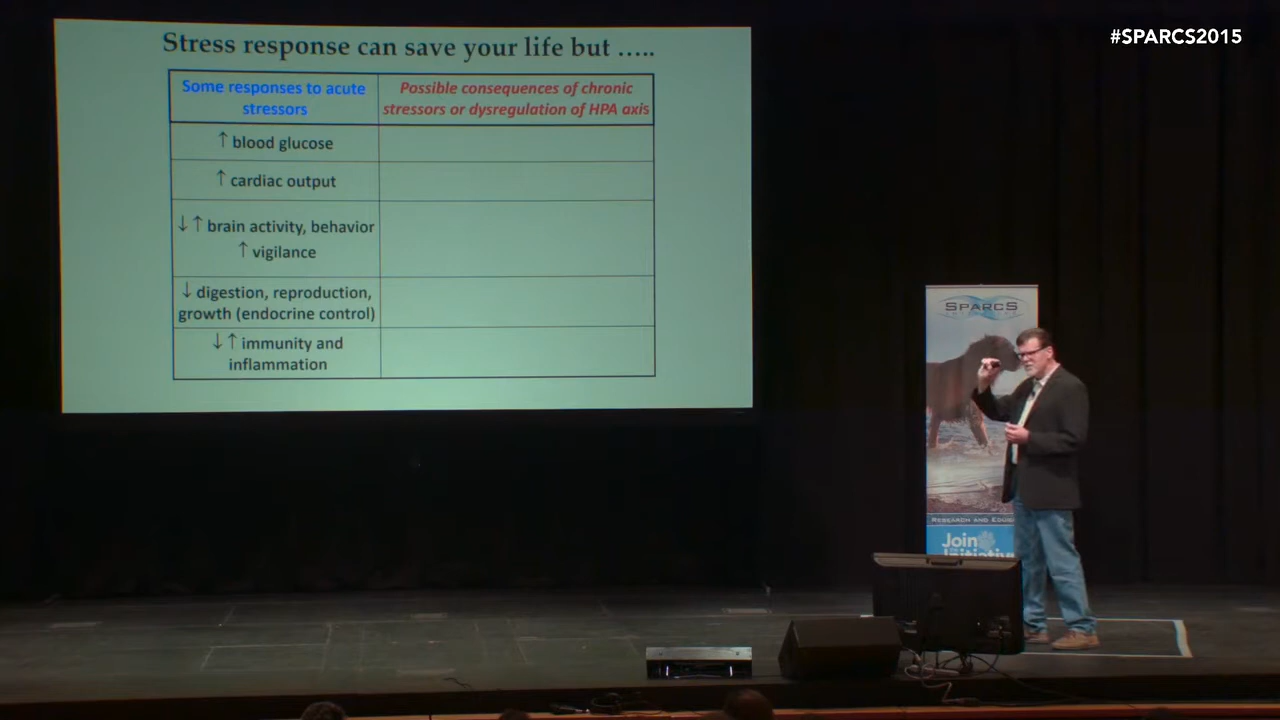 #SPARCS2015
Stress response can save your life but …..
Some responses to acute
stressors
Possible consequences of chronic
stressors or dysregulation of HPA axis
↑ blood glucose
↑ cardiac output
↓ ↑ brain activity, behavior
↑ vigilance
↓ digestion, reproduction,
growth (endocrine control)
↓ ↑ immunity and
inflammation
SPARCS
RESEARCH AND
Join